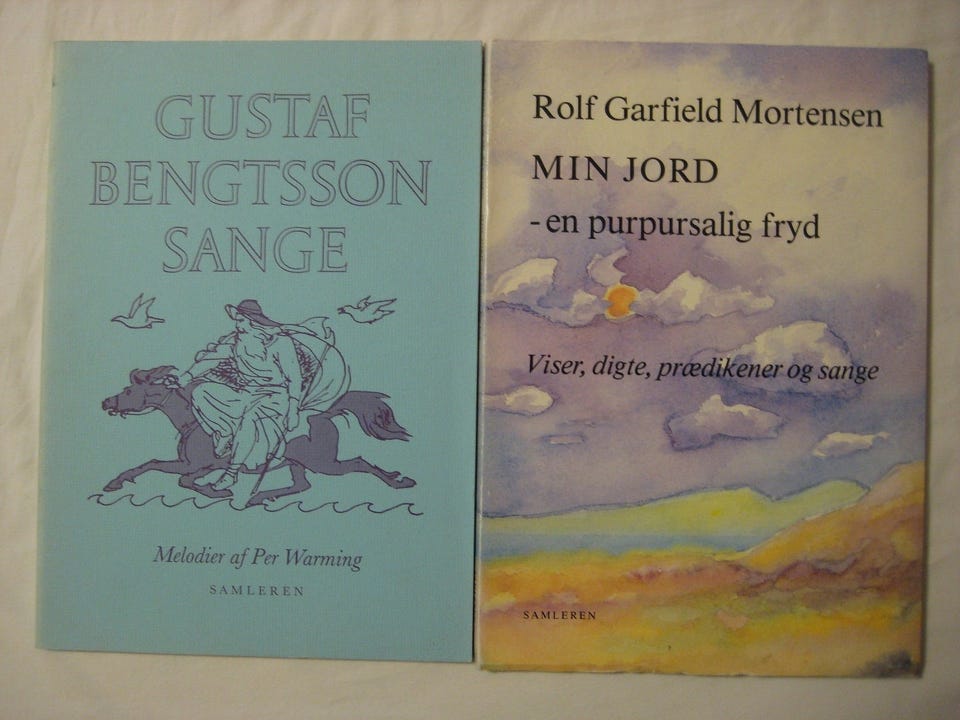 GUSTAF
BENGTSSON
SANGE
Melodier af Per Warming
SAMLEREN
Rolf Garfield Mortensen
MIN JORD
- en purpursalig fryd
Viser, digte, prædikener og sange
SAMLEREN